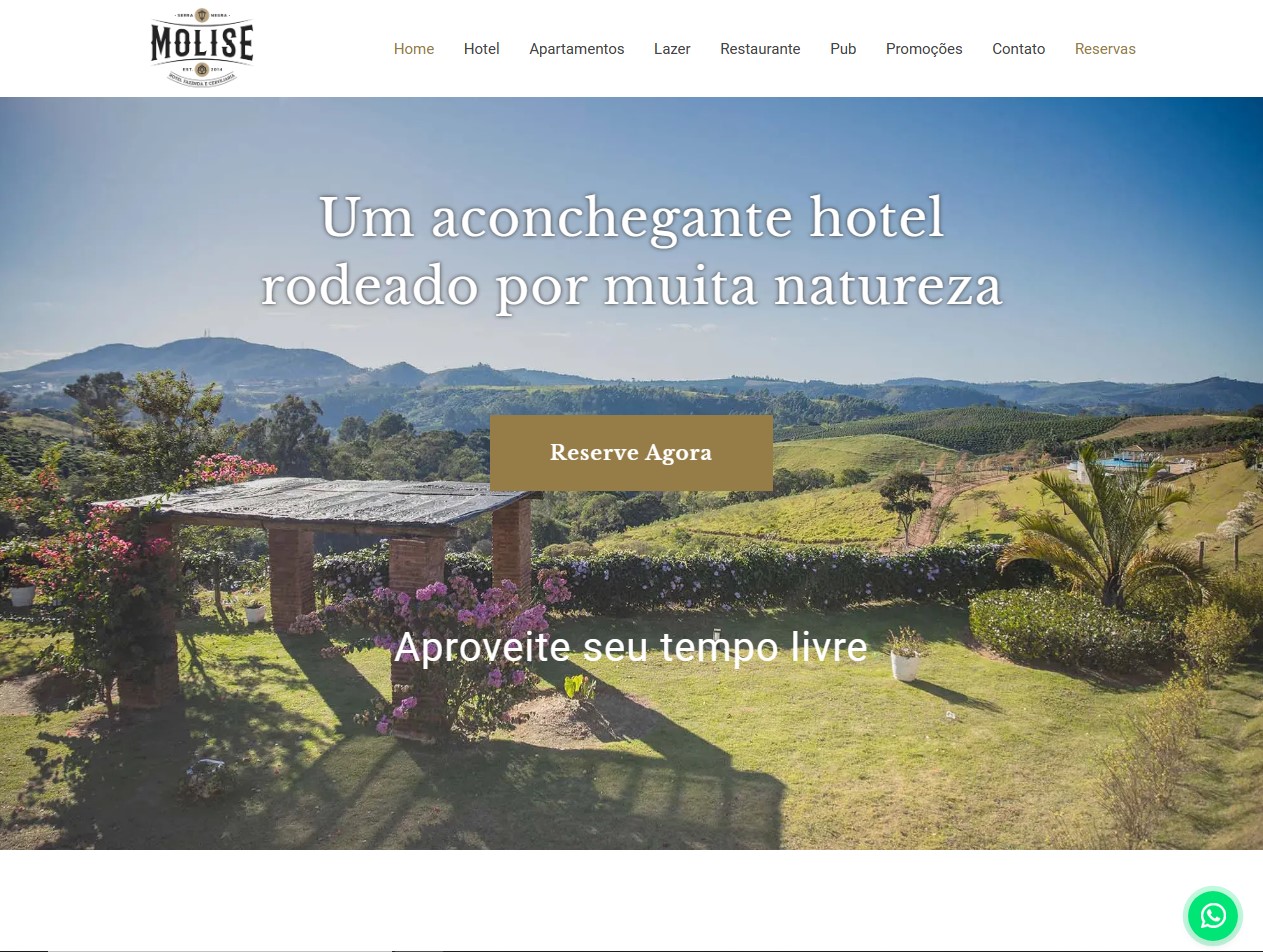 SERRA NEGRA
MOLISE
EST. 2014
HOTEL FAZENDA E CERVEJARIA
Home
Hotel
Apartamentos
Lazer
Restaurante
Pub
Promoções
Contato
Reservas
Um aconchegante hotel
rodeado por muita natureza
Reserve Agora
Aproveite seu tempo livre